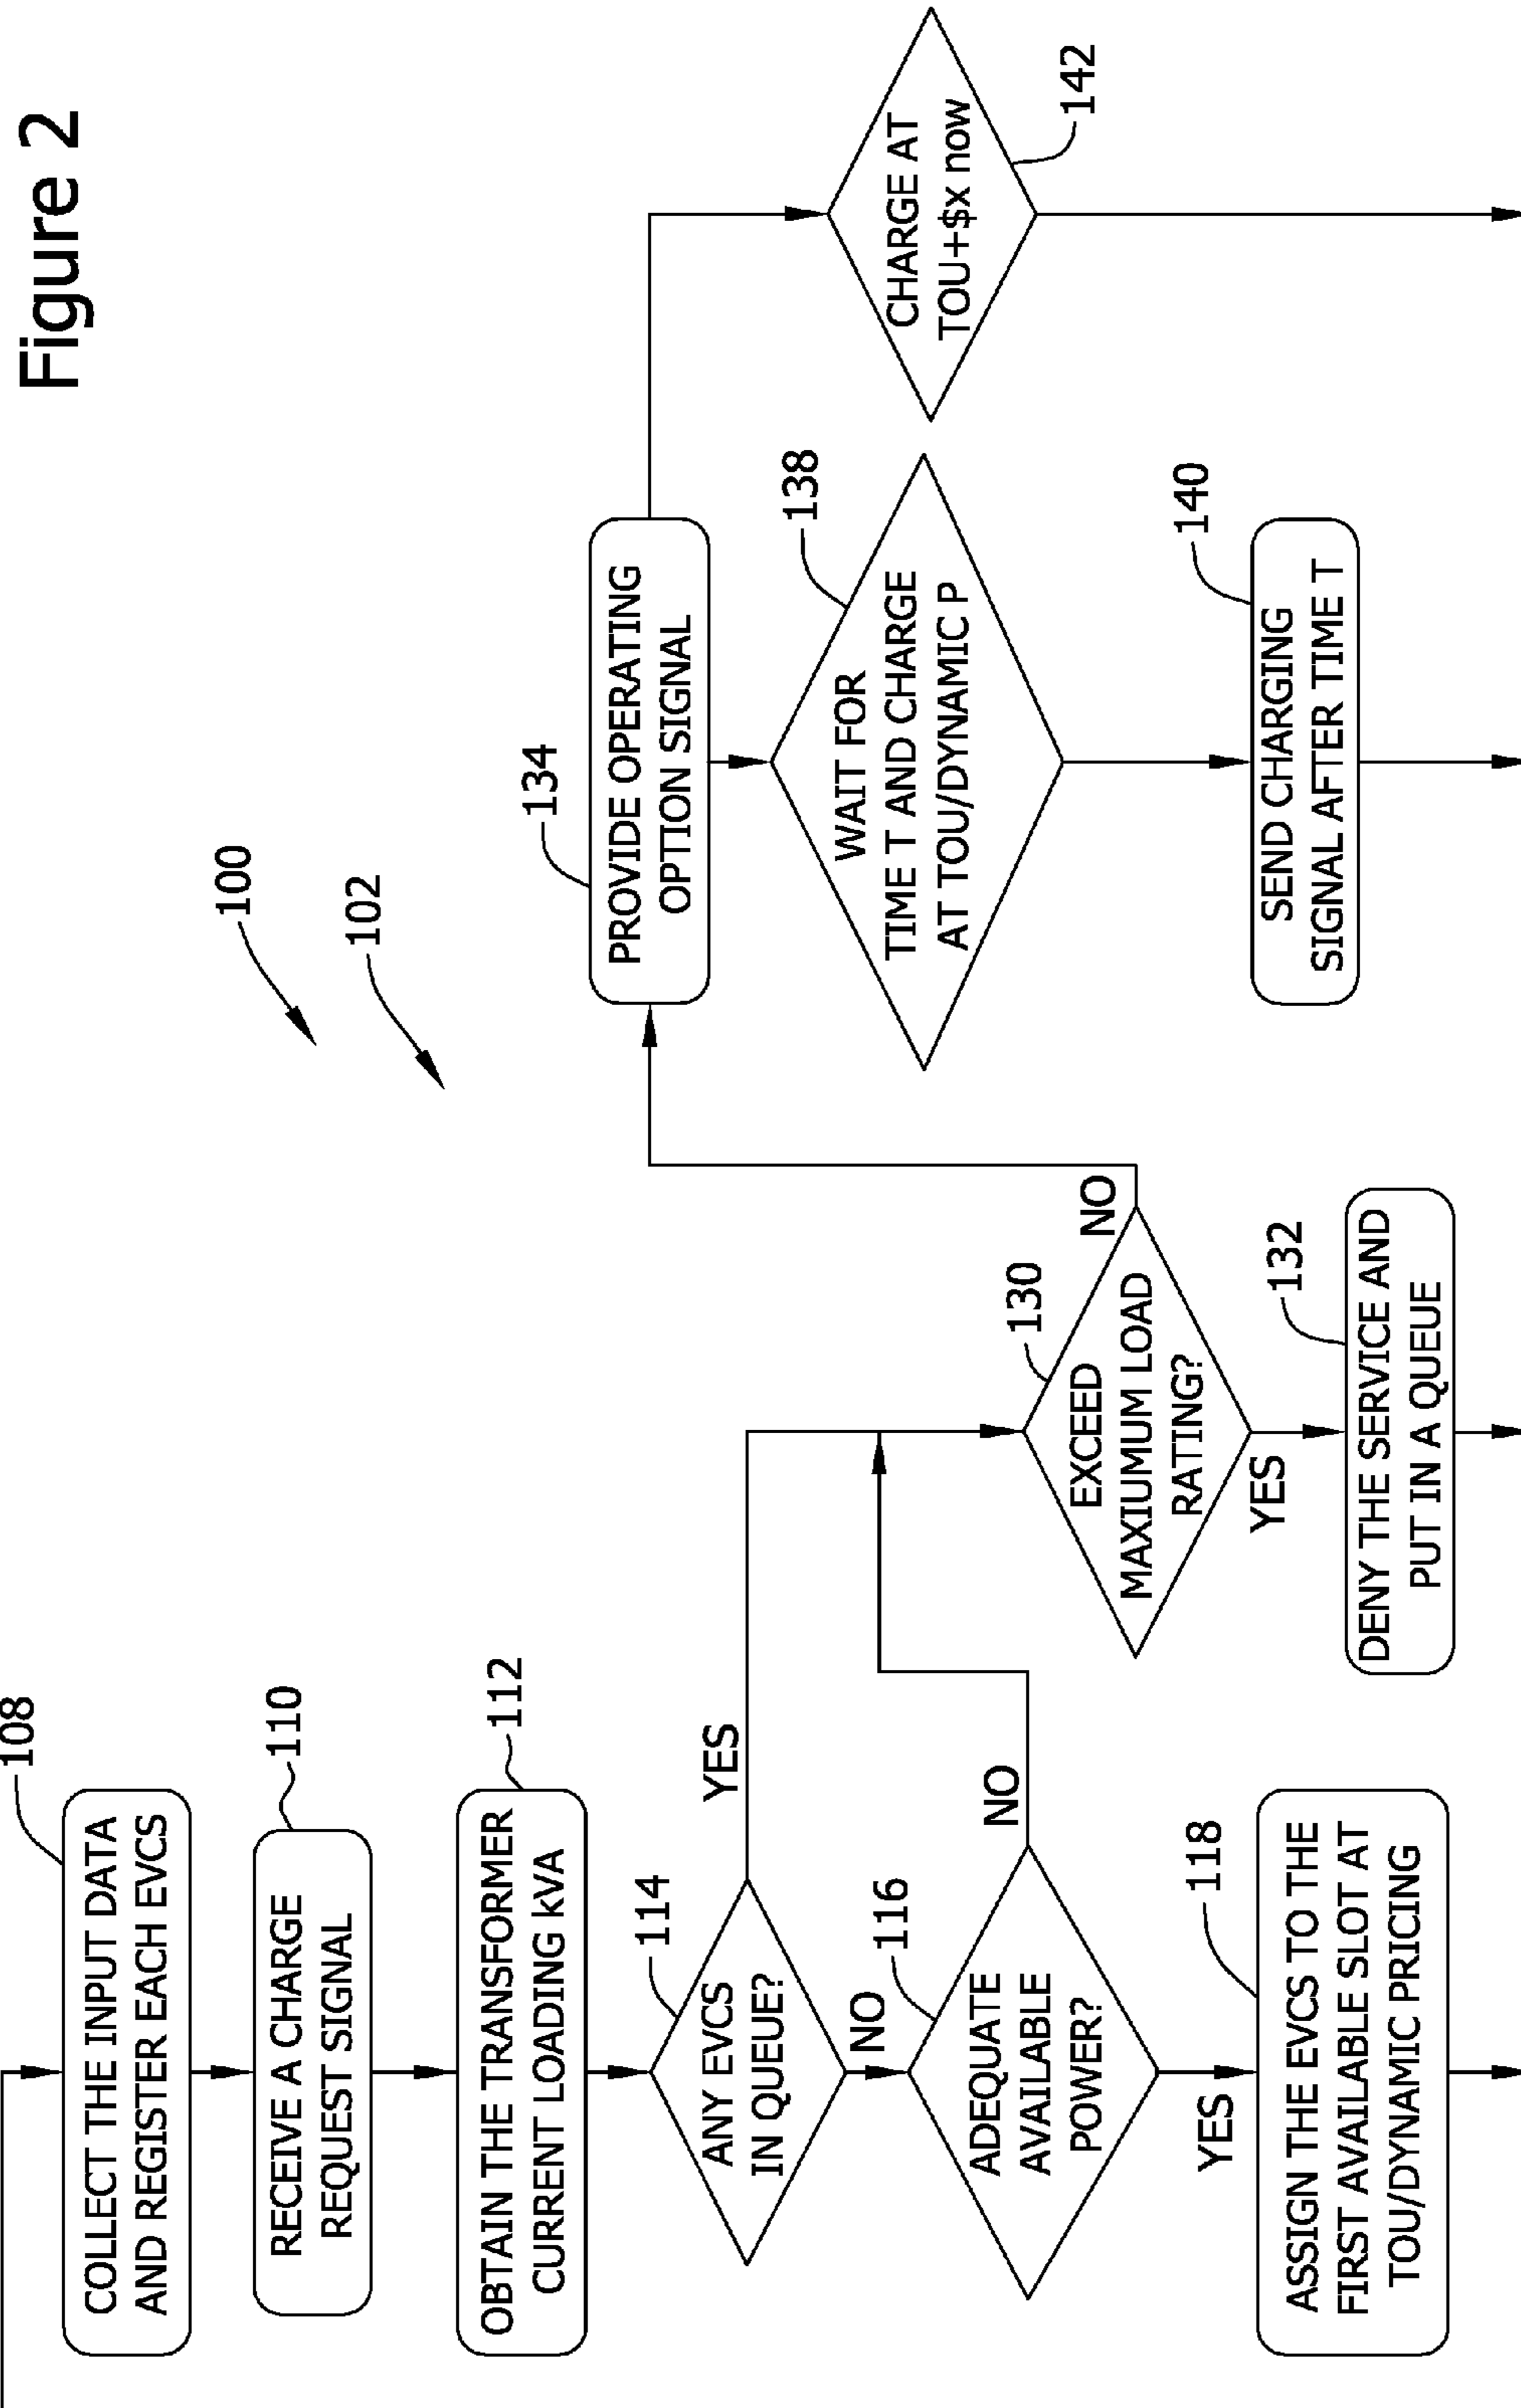 Figure 2
100
102
108
COLLECT THE INPUT DATA
AND REGISTER EACH EVCS
110
RECEIVE A CHARGE
REQUEST SIGNAL
112
OBTAIN THE TRANSFORMER
CURRENT LOADING kVA
114
ANY EVCS
IN QUEUE?
YES
NO
116
ADEQUATE
AVAILABLE
POWER?
NO
YES
118
ASSIGN THE EVCS TO THE
FIRST AVAILABLE SLOT AT
TOU/DYNAMIC PRICING
130
EXCEED
MAXIUMUM LOAD
RATING?
NO
YES
132
DENY THE SERVICE AND
PUT IN A QUEUE
134
PROVIDE OPERATING
OPTION SIGNAL
138
WAIT FOR
TIME T AND CHARGE
AT TOU/DYNAMIC P
140
SEND CHARGING
SIGNAL AFTER TIME T
CHARGE AT
TOU+$x now
142